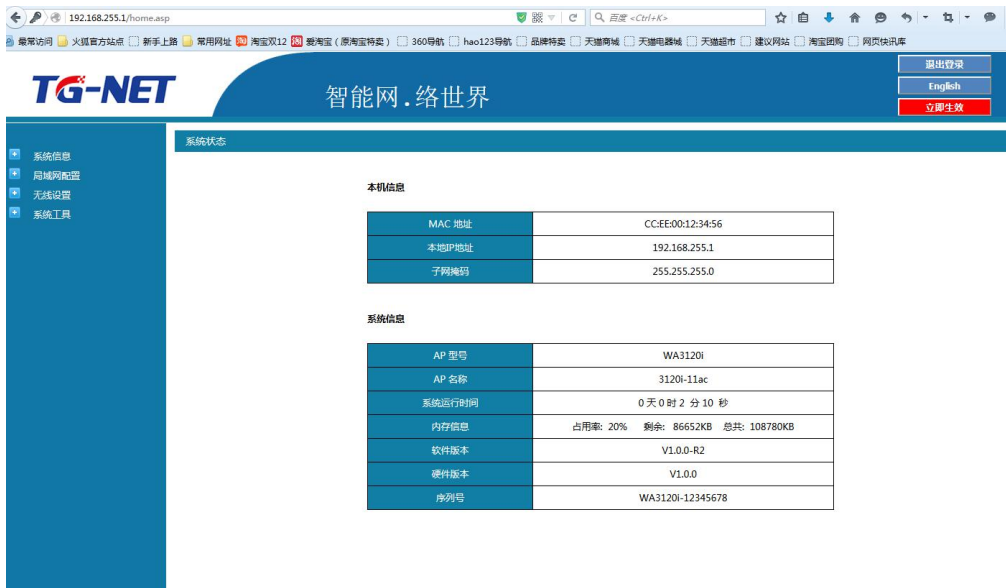 192.168.255.1/home.asp
百度 <Ctrl+K>
最常访问 火狐官方站点 新手上路 常用网址 淘宝双12 爱淘宝（原淘宝特卖） 360导航 hao123导航 品牌特卖 天猫商城 天猫电器城 天猫超市 建议网站 淘宝团购 网页快讯库
TG-NET
智能网.络世界
退出登录
English
立即生效
系统信息
局域网配置
无线设置
系统工具
系统状态
本机信息
MAC 地址 CC:EE:00:12:34:56
本地IP地址 192.168.255.1
子网掩码 255.255.255.0
系统信息
AP 型号 WA3120i
AP 名称 3120i-11ac
系统运行时间 0 天 0 时 2 分 10 秒
内存信息 占用率: 20% 剩余: 86652KB 总共: 108780KB
软件版本 V1.0.0-R2
硬件版本 V1.0.0
序列号 WA3120i-12345678